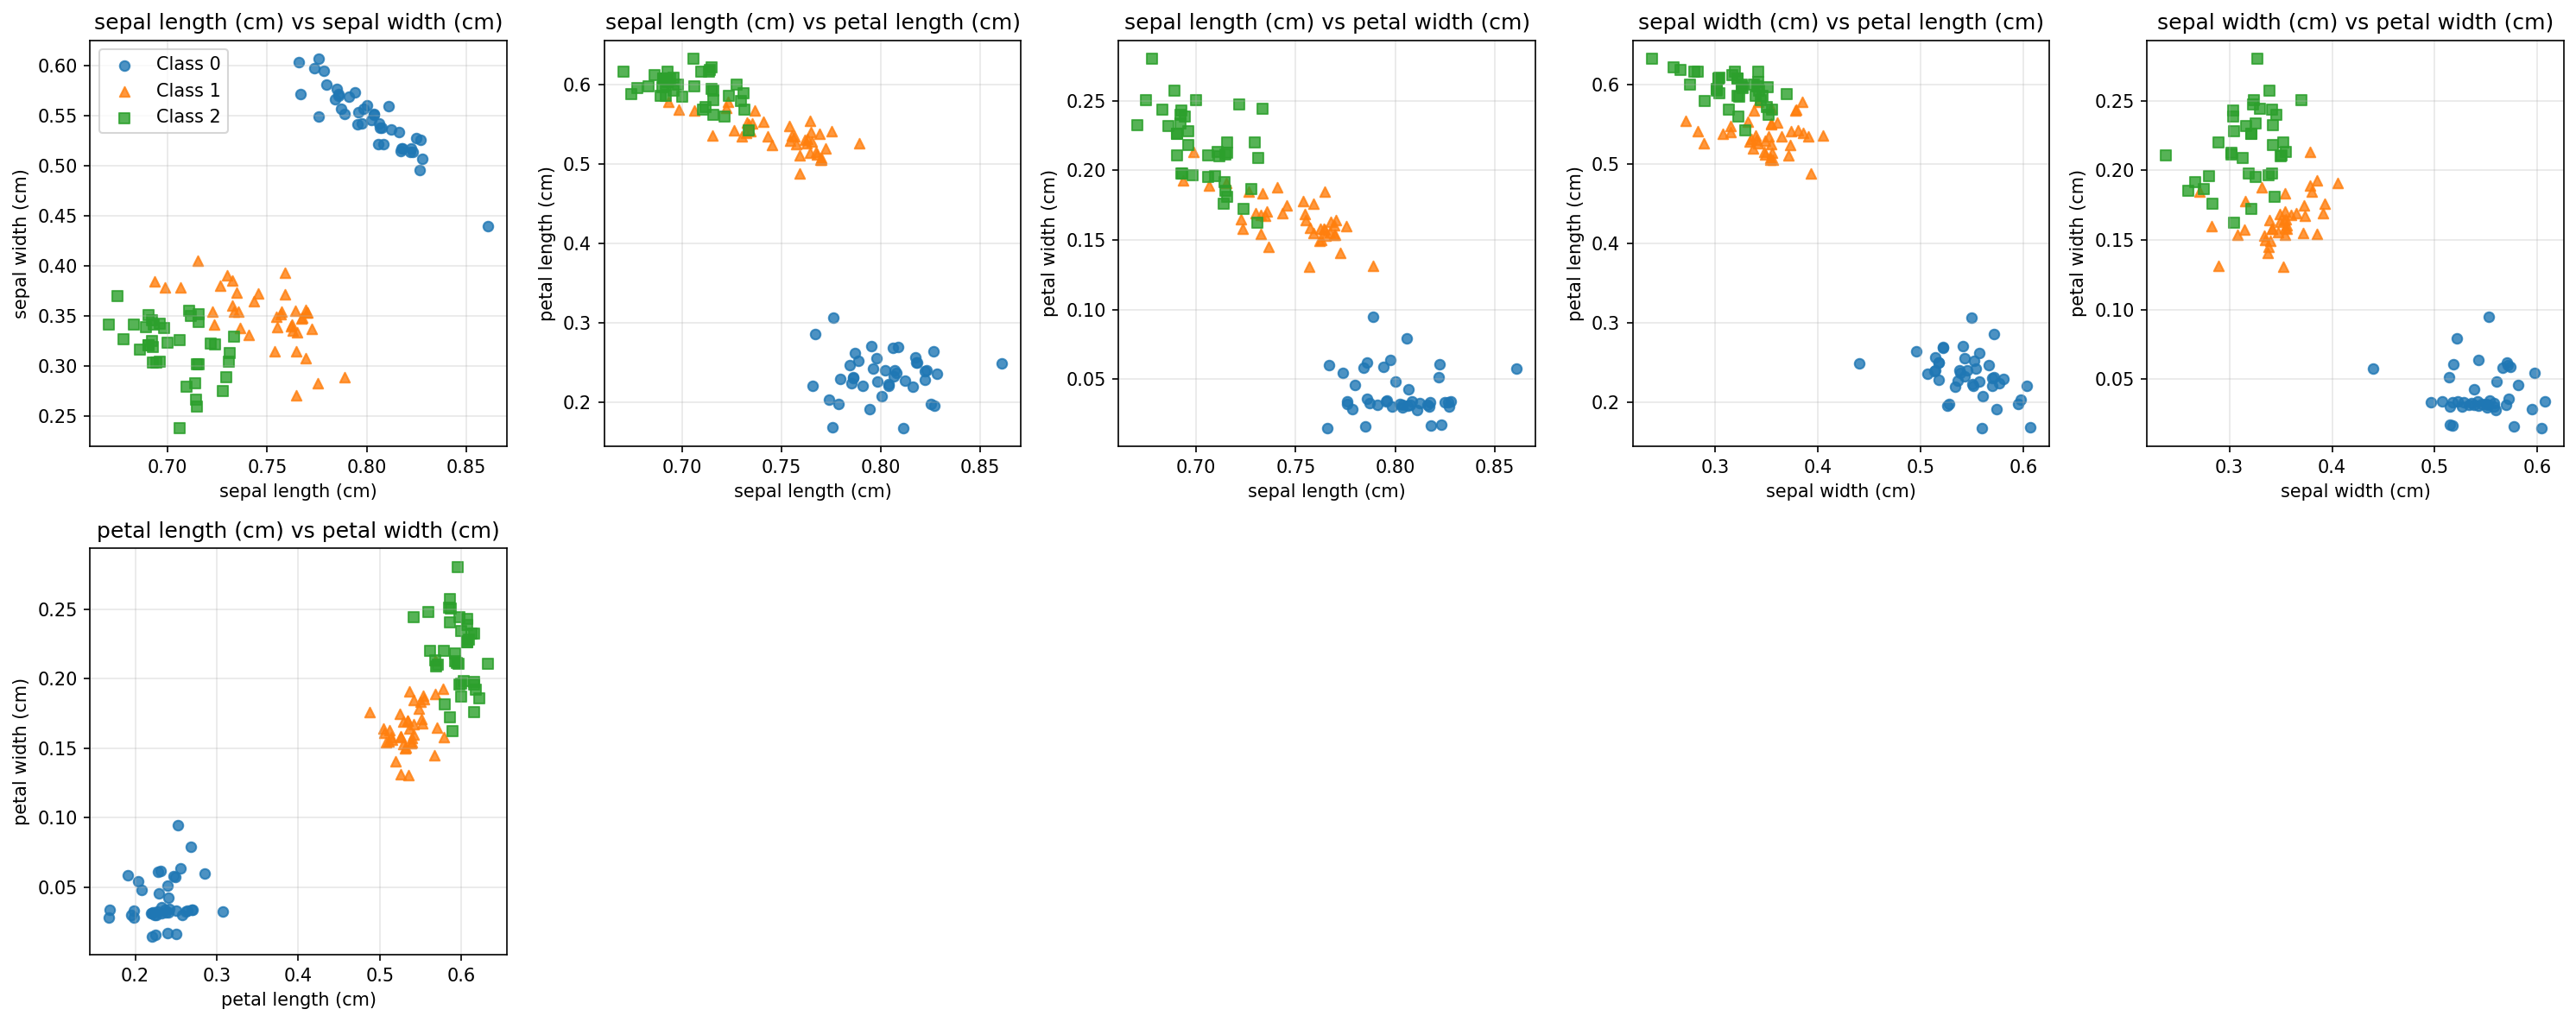 sepal length (cm) vs sepal width (cm)
sepal width (cm)
0.60
0.55
0.50
0.45
0.40
0.35
0.30
0.25
Class 0
Class 1
Class 2
0.70 0.75 0.80 0.85
sepal length (cm)
sepal length (cm) vs petal length (cm)
petal length (cm)
0.6
0.5
0.4
0.3
0.2
0.70 0.75 0.80 0.85
sepal length (cm)
sepal length (cm) vs petal width (cm)
petal width (cm)
0.25
0.20
0.15
0.10
0.05
0.70 0.75 0.80 0.85
sepal length (cm)
sepal width (cm) vs petal length (cm)
petal length (cm)
0.6
0.5
0.4
0.3
0.2
0.3 0.4 0.5 0.6
sepal width (cm)
sepal width (cm) vs petal width (cm)
petal width (cm)
0.25
0.20
0.15
0.10
0.05
0.3 0.4 0.5 0.6
sepal width (cm)
petal length (cm) vs petal width (cm)
petal width (cm)
0.25
0.20
0.15
0.10
0.05
0.2 0.3 0.4 0.5 0.6
petal length (cm)